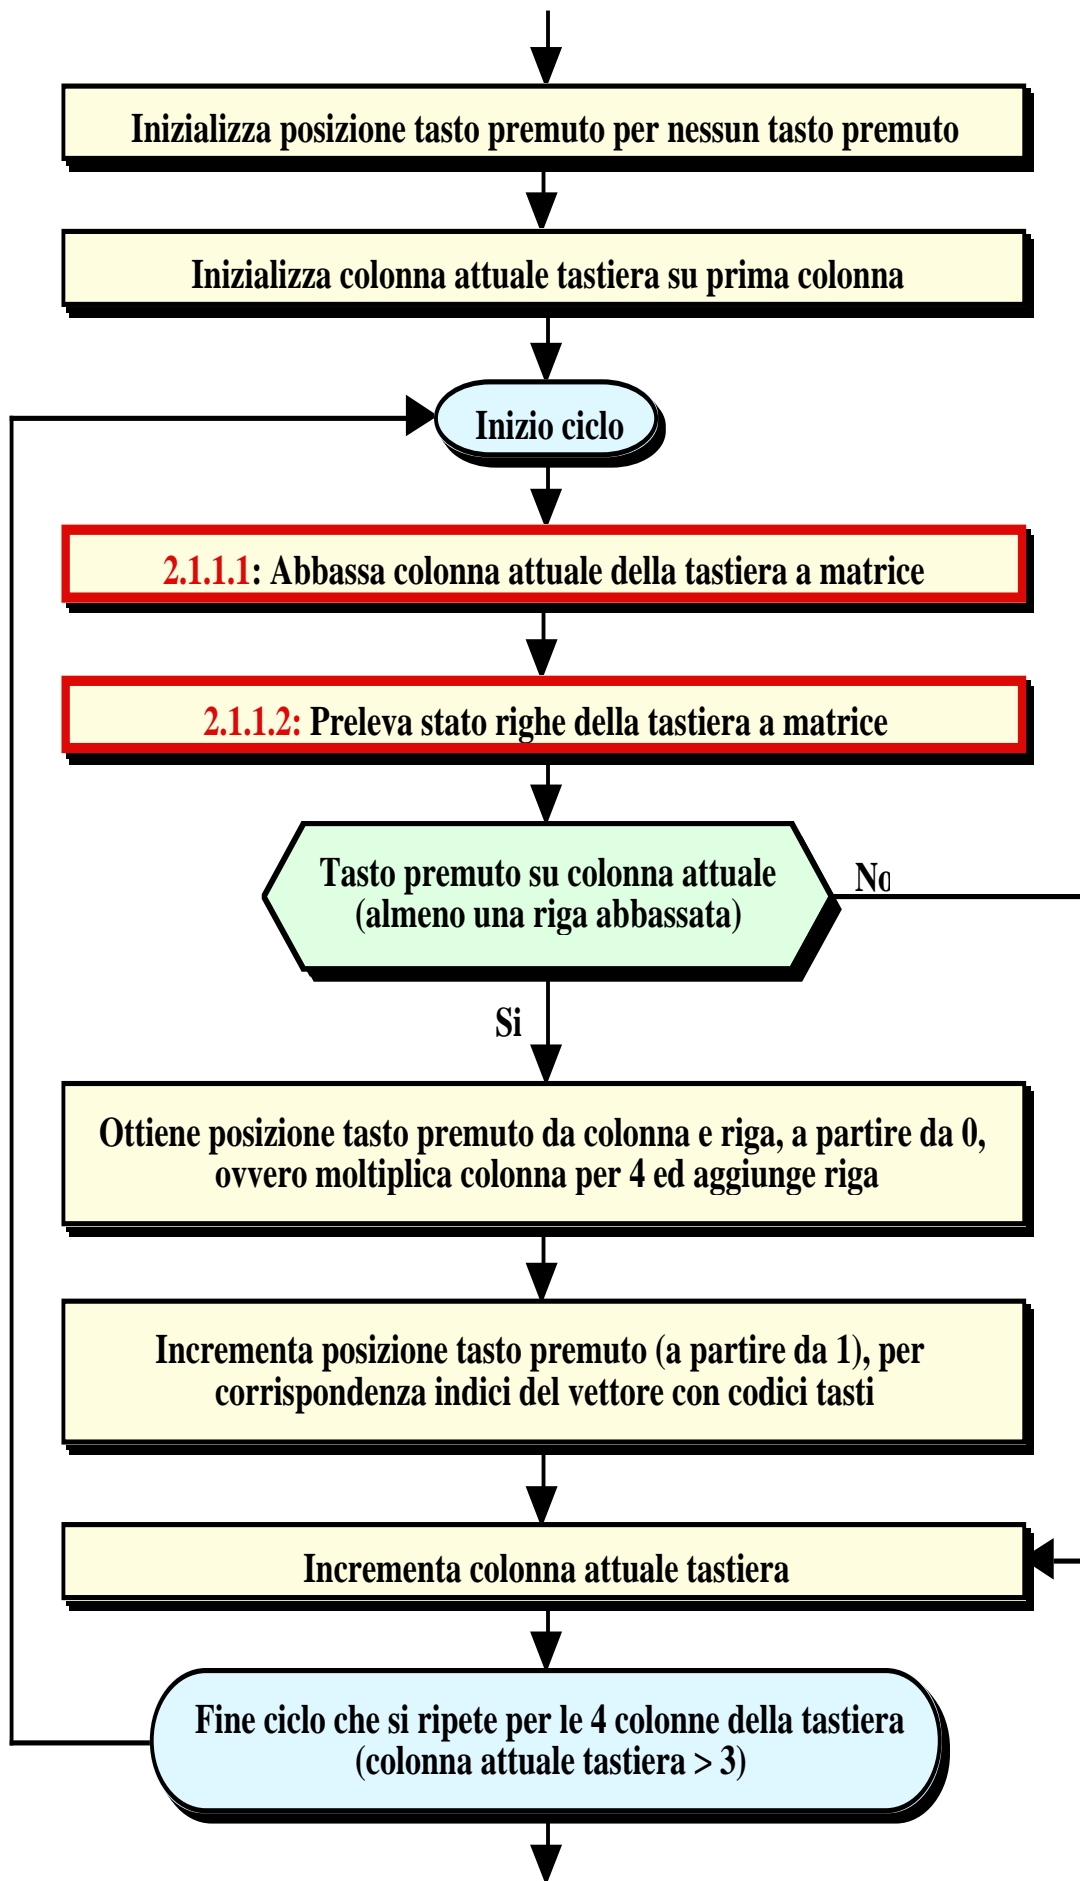 Inizializza posizione tasto premuto per nessun tasto premuto
Inizializza colonna attuale tastiera su prima colonna
Inizio ciclo
2.1.1.1: Abbassa colonna attuale della tastiera a matrice
2.1.1.2: Preleva stato righe della tastiera a matrice
Tasto premuto su colonna attuale
(almeno una riga abbassata)
No
Si
Ottiene posizione tasto premuto da colonna e riga, a partire da 0,
ovvero moltiplica colonna per 4 ed aggiunge riga
Incrementa posizione tasto premuto (a partire da 1), per
corrispondenza indici del vettore con codici tasti
Incrementa colonna attuale tastiera
Fine ciclo che si ripete per le 4 colonne della tastiera
(colonna attuale tastiera > 3)